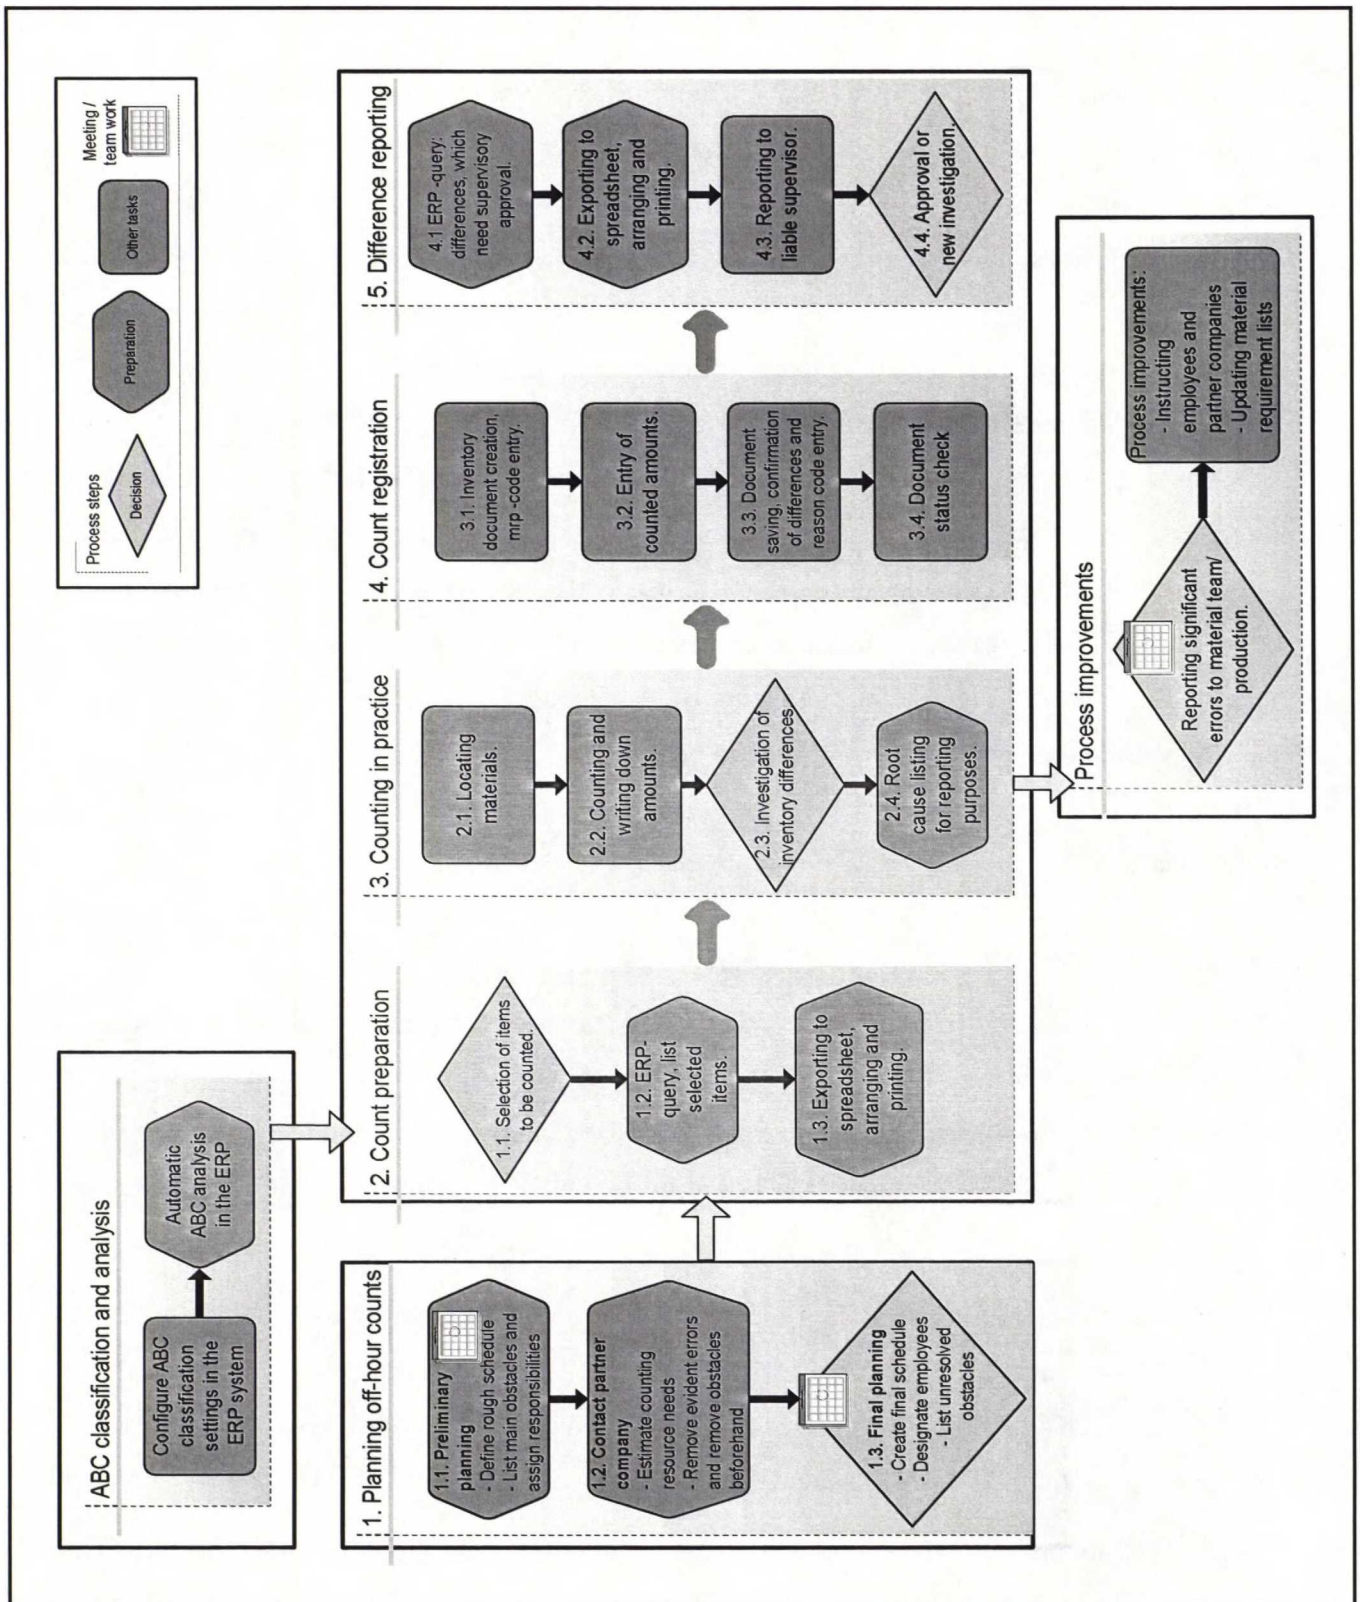 Process steps
Decision
Preparation
Other tasks
Meeting /
team work
ABC classification and analysis
Configure ABC
classification
settings in the
ERP system
Automatic
ABC analysis
in the ERP
1. Planning off-hour counts
1.1. Preliminary
planning
- Define rough schedule
- List main obstacles and
assign responsibilities
1.2. Contact partner
company
- Estimate counting
resource needs
- Remove evident errors
and remove obstacles
beforehand
1.3. Final planning
- Create final schedule
- Designate employees
- List unresolved
obstacles
2. Count preparation
1.1. Selection of items
to be counted.
1.2. ERP-
query, list
selected
items.
1.3. Exporting to
spreadsheet,
arranging and
printing.
3. Counting in practice
2.1. Locating
materials.
2.2. Counting and
writing down
amounts.
2.3. Investigation of
inventory differences.
2.4. Root
cause listing
for reporting
purposes.
4. Count registration
3.1. Inventory
document creation,
mrp-code entry.
3.2. Entry of
counted amounts.
3.3. Document
saving, confirmation
of differences and
reason code entry.
3.4. Document
status check
5. Difference reporting
4.1 ERP -query:
differences, which
need supervisory
approval.
4.2. Exporting to
spreadsheet,
arranging and
printing.
4.3. Reporting to
liable supervisor.
4.4. Approval or
new investigation.
Process improvements
Reporting significant
errors to material team/
production.
Process improvements:
- Instructing
employees and
partner companies
- Updating material
requirement lists